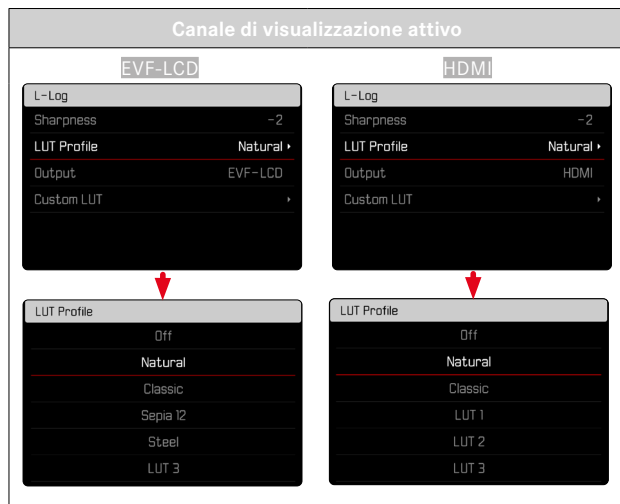 Canale di visualizzazione attivo
EVF-LCD
L-Log
Sharpness -2
LUT Profile Natural ▸
Output EVF-LCD
Custom LUT ▸
LUT Profile
Off
Natural
Classic
Sepia 12
Steel
LUT 3
HDMI
L-Log
Sharpness -2
LUT Profile Natural ▸
Output HDMI
Custom LUT ▸
LUT Profile
Off
Natural
Classic
LUT 1
LUT 2
LUT 3